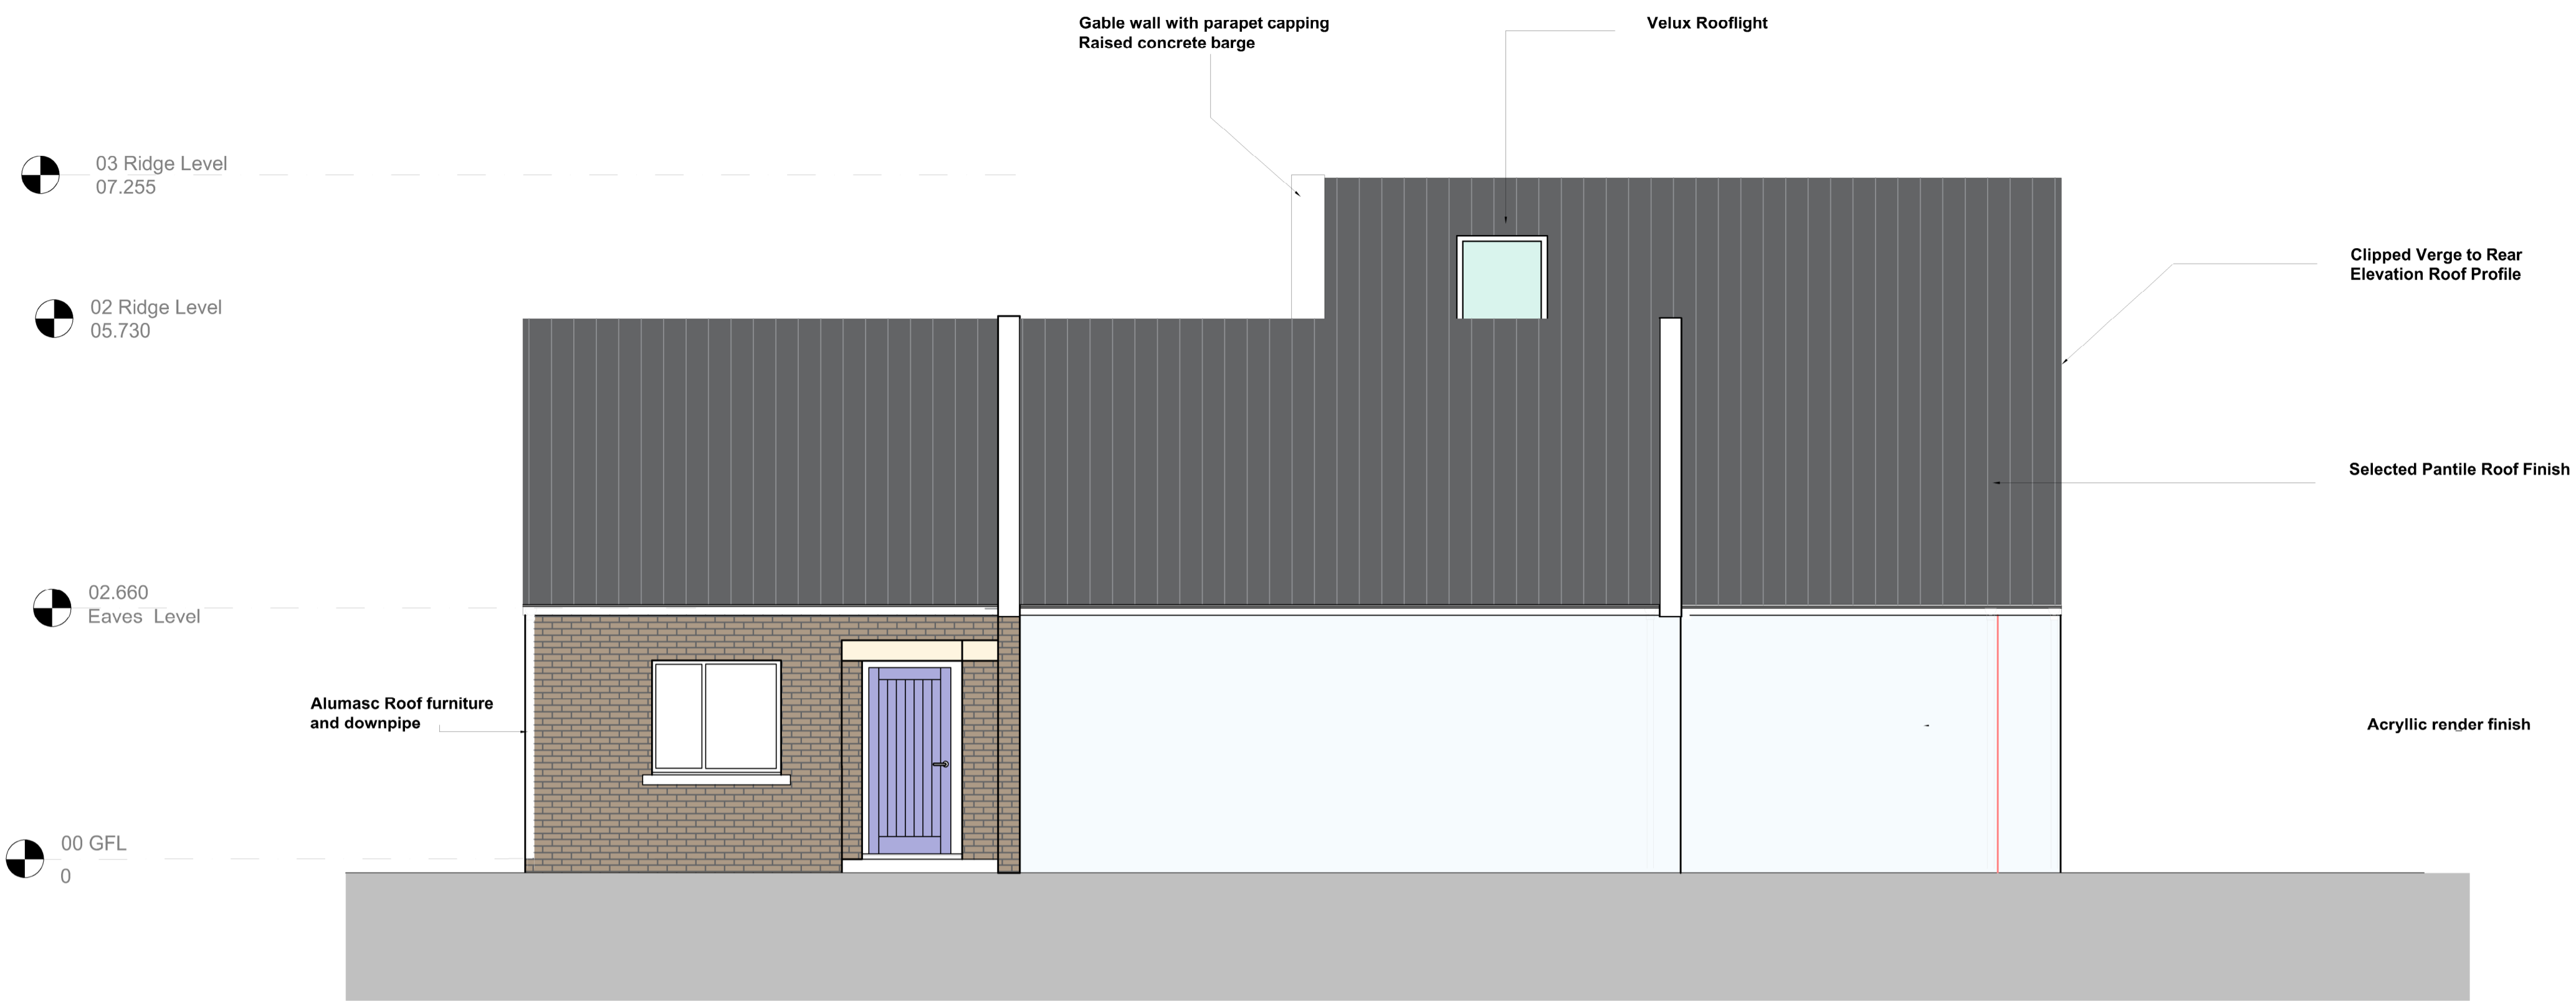 Gable wall with parapet capping
Raised concrete barge
Velux Rooflight
03 Ridge Level
07.255
Clipped Verge to Rear
Elevation Roof Profile
02 Ridge Level
05.730
Selected Pantile Roof Finish
02.660
Eaves Level
Alumasc Roof furniture
and downpipe
Acryllic render finish
00 GFL
0